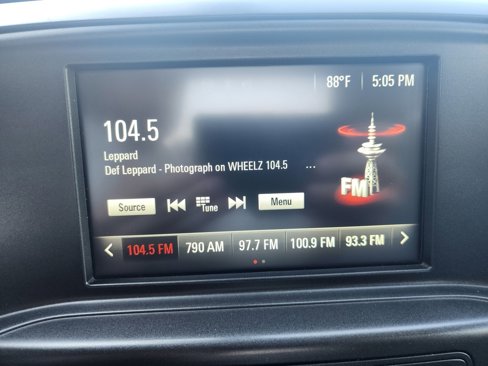 88°F 5:05 PM
104.5
Leppard
Def Leppard - Photograph on WHEELZ 104.5 ...
FM
Source Tune Menu
104.5 FM 790 AM 97.7 FM 100.9 FM 93.3 FM